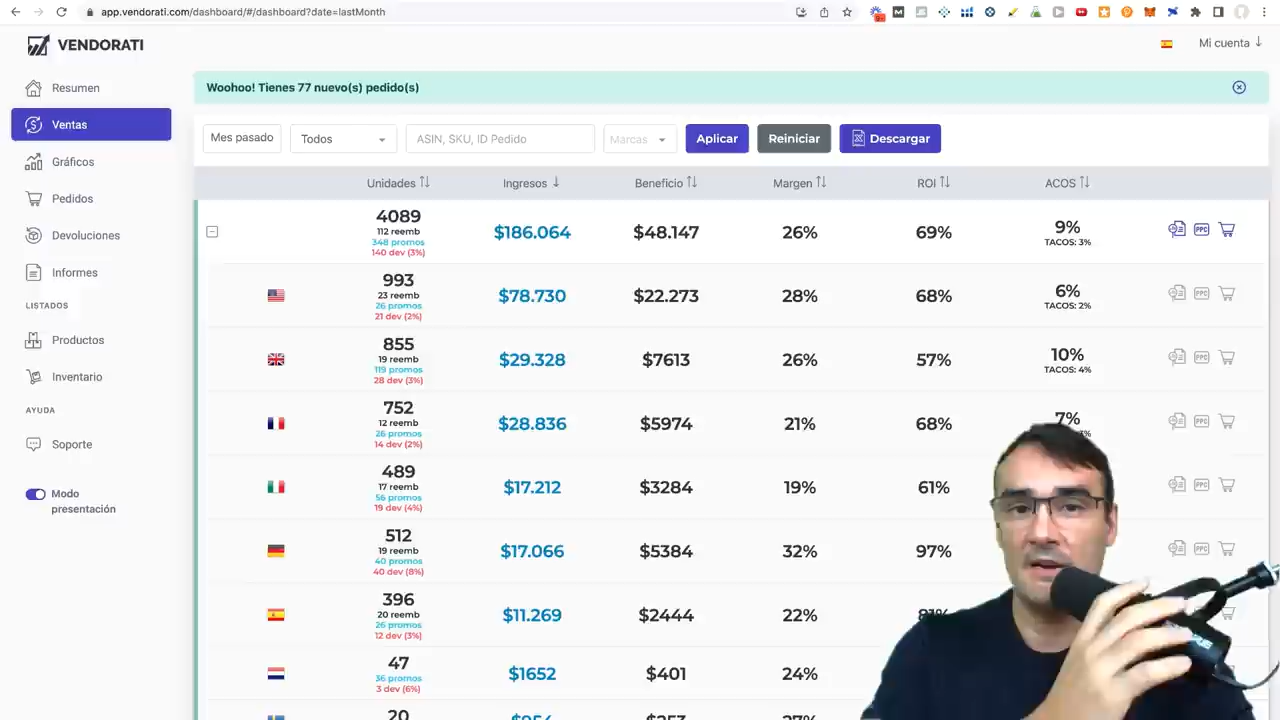 app.vendorati.com/dashboard/#/dashboard?date=lastMonth
VENDORATI
Mi cuenta
Resumen
Ventas
Gráficos
Pedidos
Devoluciones
Informes
LISTADOS
Productos
Inventario
AYUDA
Soporte
Modo
presentación
Woohoo! Tienes 77 nuevo(s) pedido(s)
Mes pasado Todos ASIN, SKU, ID Pedido Marcas Aplicar Reiniciar Descargar
Unidades Ingresos Beneficio Margen ROI ACOS
4089
112 reemb
348 promos
140 dev (3%)
$186.064 $48.147 26% 69% 9%
TACOS: 3%
PPC
993
23 reemb
26 promos
21 dev (2%)
$78.730 $22.273 28% 68% 6%
TACOS: 2%
PPC
855
19 reemb
119 promos
28 dev (3%)
$29.328 $7613 26% 57% 10%
TACOS: 4%
PPC
752
12 reemb
26 promos
14 dev (2%)
$28.836 $5974 21% 68% 7%
PPC
489
17 reemb
56 promos
19 dev (4%)
$17.212 $3284 19% 61%
PPC
512
19 reemb
40 promos
40 dev (8%)
$17.066 $5384 32% 97%
PPC
396
20 reemb
26 promos
12 dev (3%)
$11.269 $2444 22%
47
36 promos
3 dev (6%)
$1652 $401 24%
20